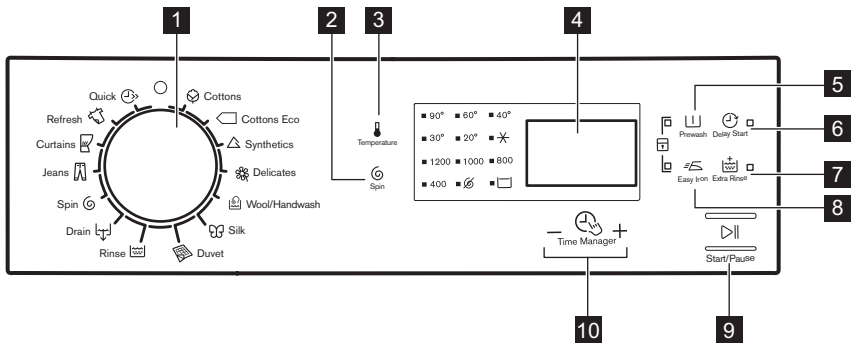 1
2
3
4
5
6
7
8
9
10
Quick
Refresh
Curtains
Jeans
Spin
Drain
Rinse
Cottons
Cottons Eco
Synthetics
Delicates
Wool/Handwash
Silk
Duvet
Temperature
Spin
90° 60° 40°
30° 20°
1200 1000 800
400
Time Manager
Prewash Delay Start
Easy Iron Extra Rinse
Start/Pause